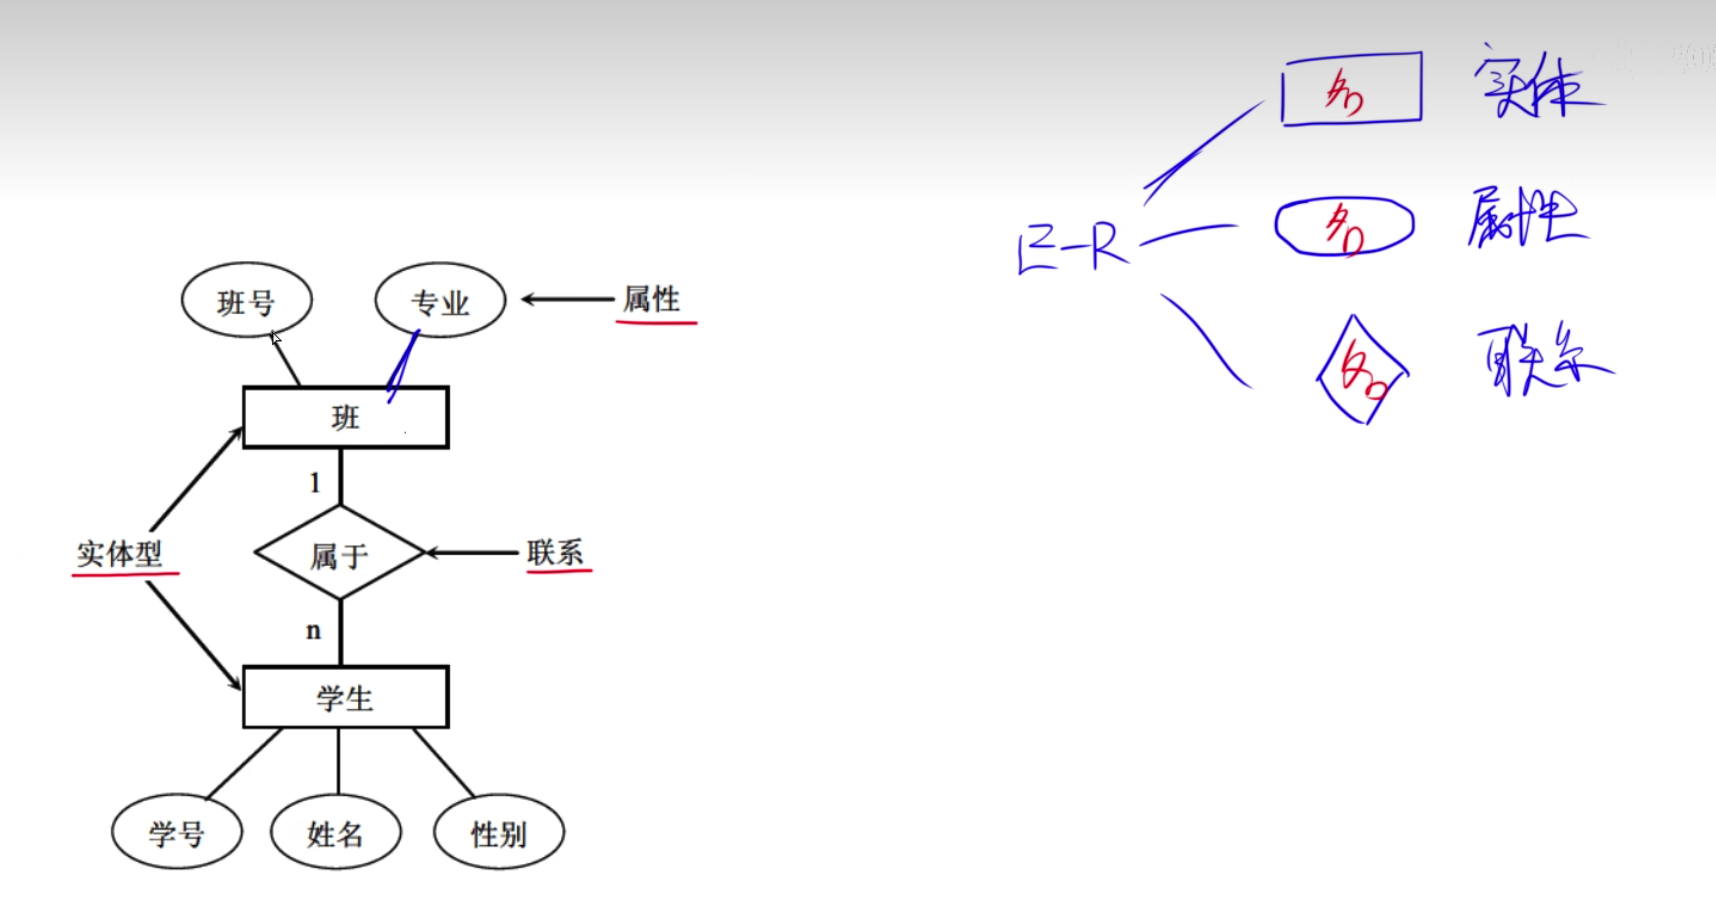 名 实体
E-R
名 属性
名 联系
班号
专业
属性
班
1
实体型
属于
联系
n
学生
学号
姓名
性别